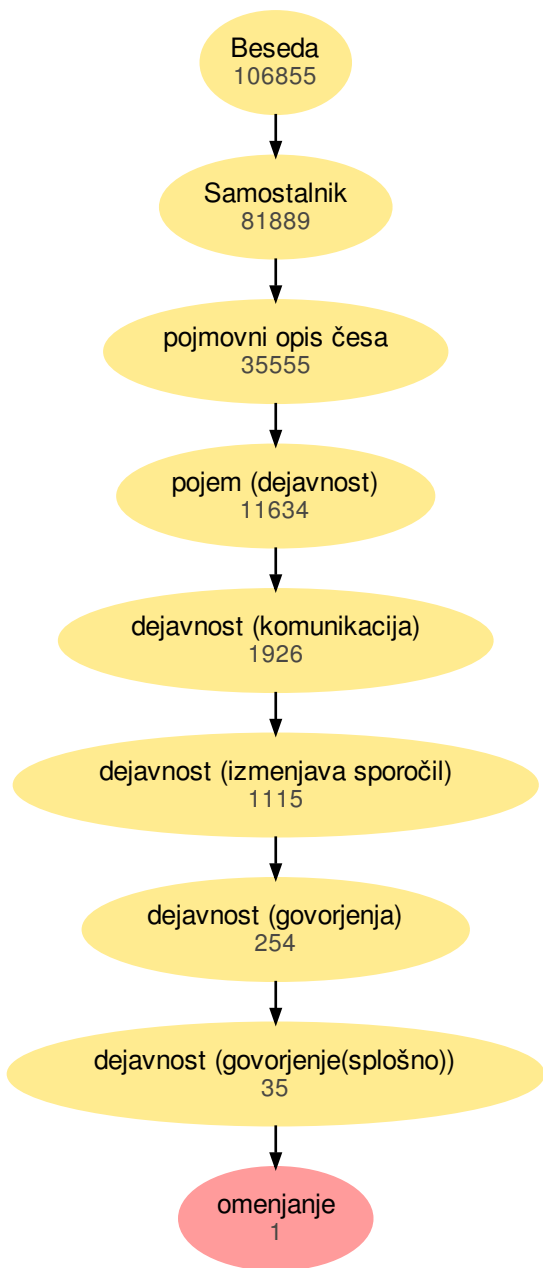 Beseda
106855
Samostalnik
81889
pojmovni opis česa
35555
pojem (dejavnost)
11634
dejavnost (komunikacija)
1926
dejavnost (izmenjava sporočil)
1115
dejavnost (govorjenja)
254
dejavnost (govorjenje(splošno))
35
omenjanje
1